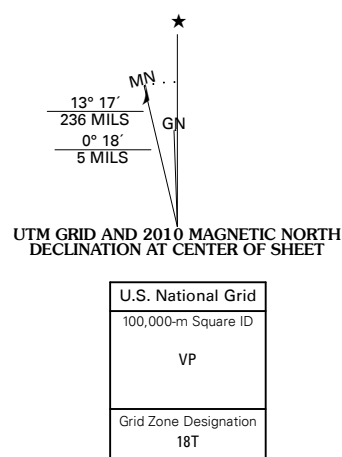 ★
MN
GN
13° 17´
236 MILS
0° 18´
5 MILS
UTM GRID AND 2010 MAGNETIC NORTH
DECLINATION AT CENTER OF SHEET
U.S. National Grid
100,000-m Square ID
VP
Grid Zone Designation
18T